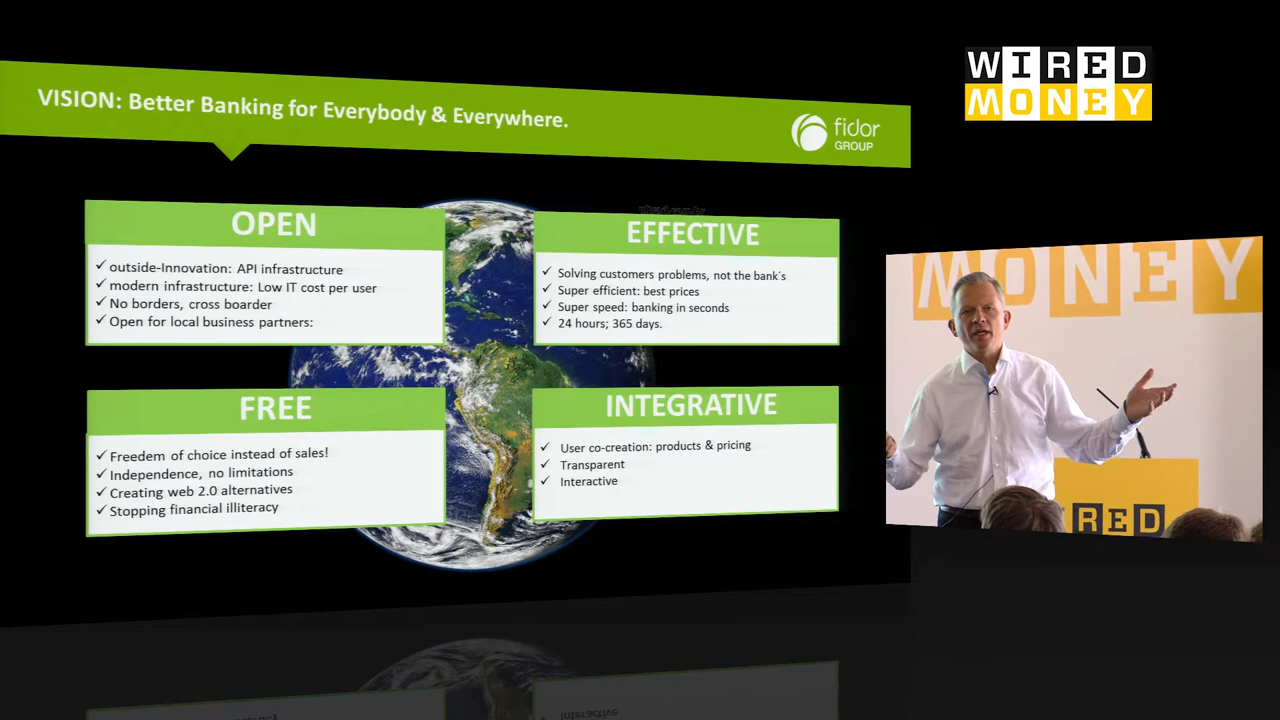 VISION: Better Banking for Everybody & Everywhere.
fidor
GROUP
WIRED
MONEY
OPEN
outside-Innovation: API infrastructure
modern infrastructure: Low IT cost per user
No borders, cross boarder
Open for local business partners:
EFFECTIVE
Solving customers problems, not the bank´s
Super efficient: best prices
Super speed: banking in seconds
24 hours; 365 days.
FREE
Freedem of choice instead of sales!
Independence, no limitations
Creating web 2.0 alternatives
Stopping financial illiteracy
INTEGRATIVE
User co-creation: products & pricing
Transparent
Interactive
MONEY
RED